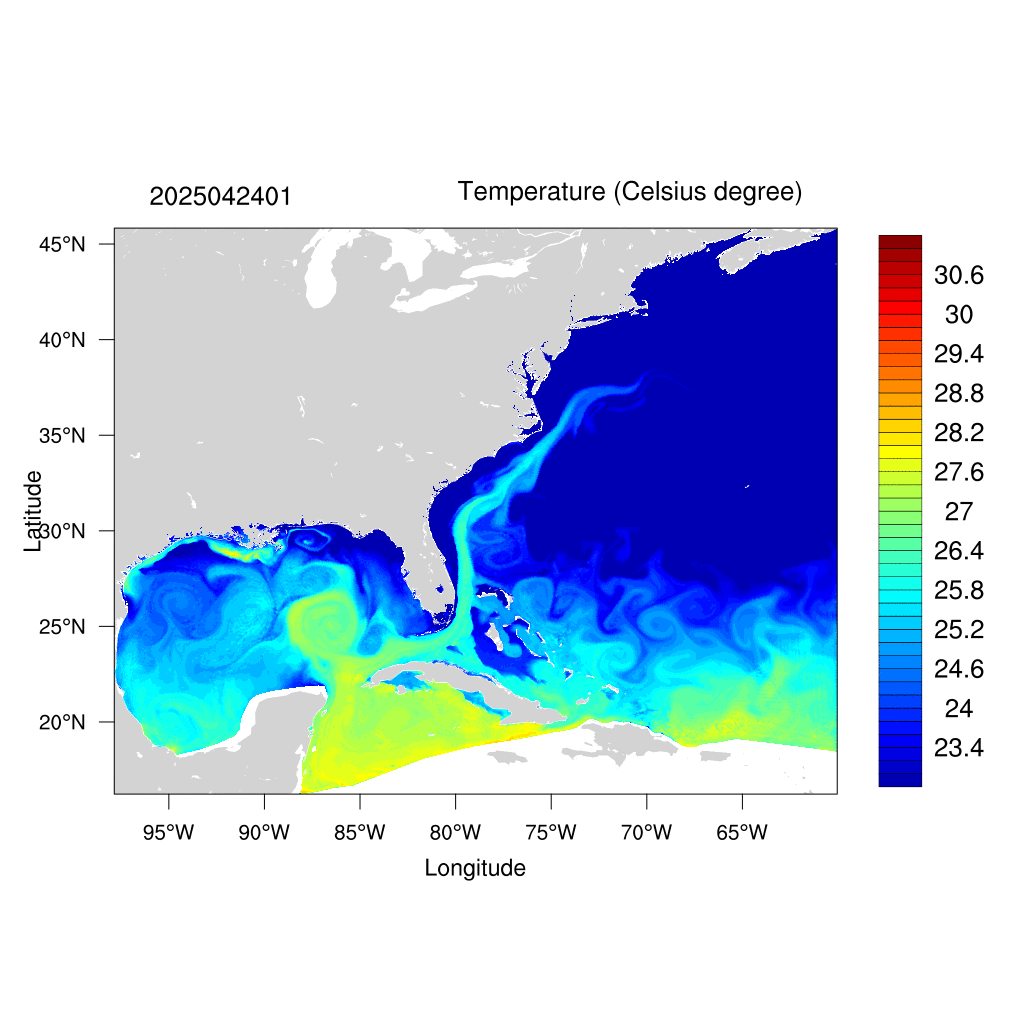 2025042401
Temperature (Celsius degree)
45°N
40°N
35°N
30°N
25°N
20°N
Latitude
95°W
90°W
85°W
80°W
75°W
70°W
65°W
Longitude
30.6
30
29.4
28.8
28.2
27.6
27
26.4
25.8
25.2
24.6
24
23.4